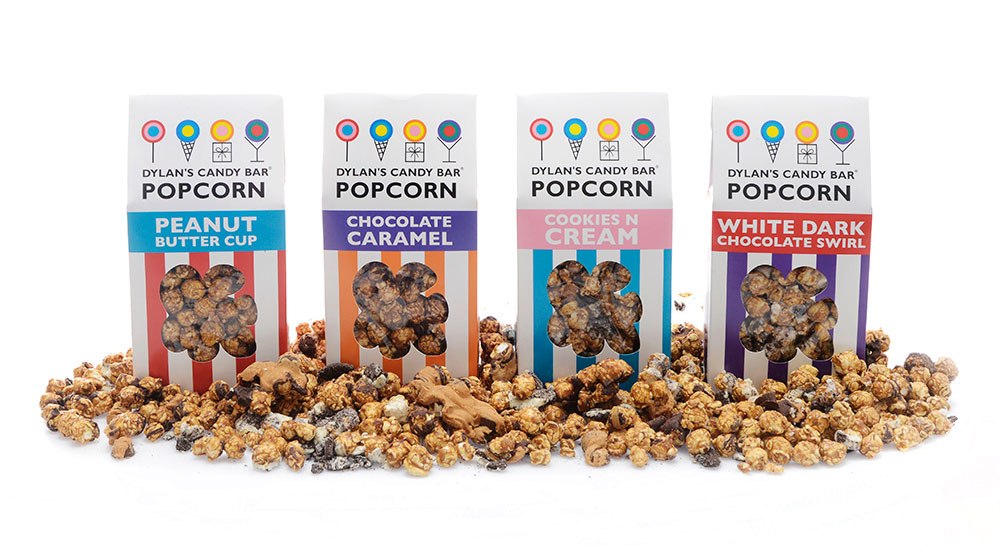 DYLAN'S CANDY BAR®
POPCORN
PEANUT
BUTTER CUP
DYLAN'S CANDY BAR®
POPCORN
CHOCOLATE
CARAMEL
DYLAN'S CANDY BAR®
POPCORN
COOKIES N
CREAM
DYLAN'S CANDY BAR®
POPCORN
WHITE DARK
CHOCOLATE SWIRL